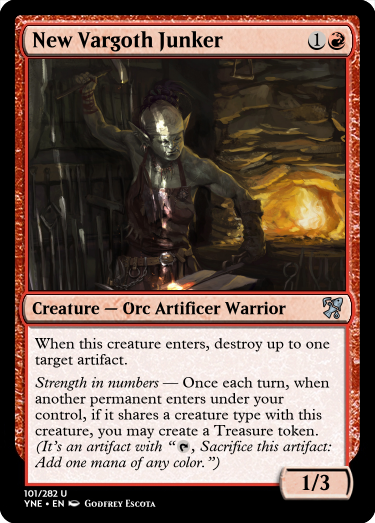 New Vargoth Junker
1
Creature — Orc Artificer Warrior
When this creature enters, destroy up to one
target artifact.
Strength in numbers — Once each turn, when
another permanent enters under your
control, if it shares a creature type with this
creature, you may create a Treasure token.
(It's an artifact with “, Sacrifice this artifact:
Add one mana of any color.”)
1/3
101/282 U
YNE • EN Godfrey Escota